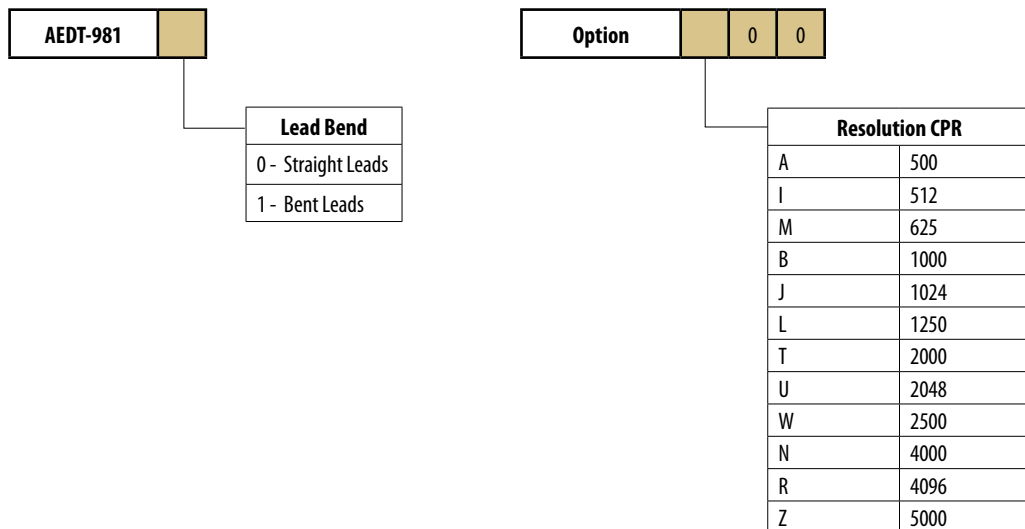 AEDT-981
Option 0 0
Lead Bend
0 - Straight Leads
1 - Bent Leads
Resolution CPR
A 500
I 512
M 625
B 1000
J 1024
L 1250
T 2000
U 2048
W 2500
N 4000
R 4096
Z 5000